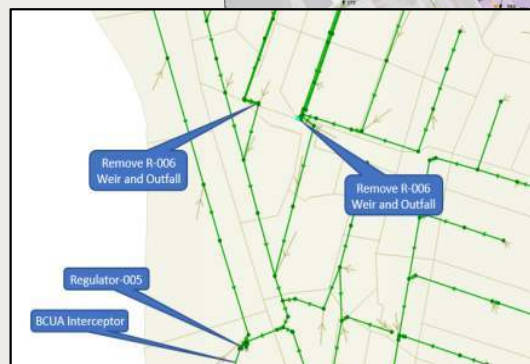 Remove R-006
Weir and Outfall
Remove R-006
Weir and Outfall
Regulator-005
BCUA Interceptor